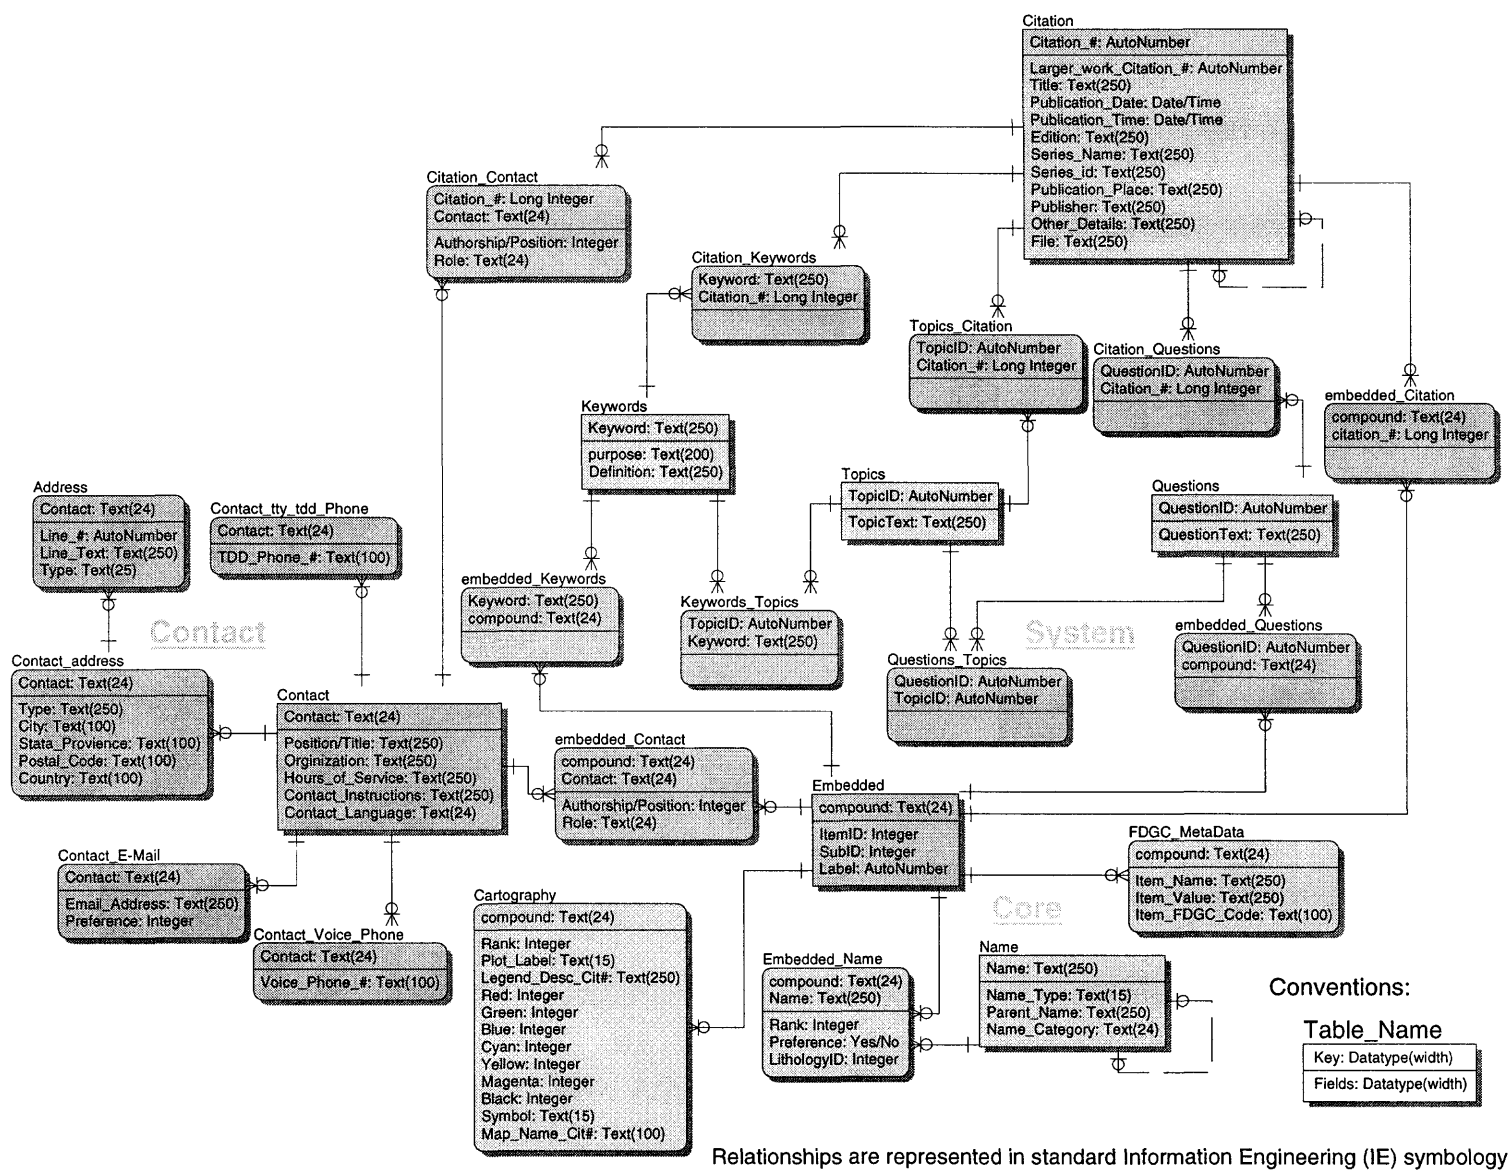 Citation
Citation_#: AutoNumber
Larger_work_Citation_#: AutoNumber
Title: Text(250)
Publication_Date: Date/Time
Publication_Time: Date/Time
Edition: Text(250)
Series_Name: Text(250)
Series_id: Text(250)
Publication_Place: Text(250)
Publisher: Text(250)
Other_Details: Text(250)
File: Text(250)
Citation_Contact
Citation_#: Long Integer
Contact: Text(24)
Authorship/Position: Integer
Role: Text(24)
Citation_Keywords
Keyword: Text(250)
Citation_#: Long Integer
Topics_Citation
TopicID: AutoNumber
Citation_#: Long Integer
Citation_Questions
QuestionID: AutoNumber
Citation_#: Long Integer
embedded_Citation
compound: Text(24)
citation_#: Long Integer
Keywords
Keyword: Text(250)
purpose: Text(200)
Definition: Text(250)
Topics
TopicID: AutoNumber
TopicText: Text(250)
Questions
QuestionID: AutoNumber
QuestionText: Text(250)
Address
Contact: Text(24)
Line_#: AutoNumber
Line_Text: Text(250)
Type: Text(25)
Contact_tty_tdd_Phone
Contact: Text(24)
TDD_Phone_#: Text(100)
embedded_Keywords
Keyword: Text(250)
compound: Text(24)
Keywords_Topics
TopicID: AutoNumber
Keyword: Text(250)
Contact
System
embedded_Questions
QuestionID: AutoNumber
compound: Text(24)
Questions_Topics
QuestionID: AutoNumber
TopicID: AutoNumber
Contact_address
Contact: Text(24)
Type: Text(250)
City: Text(100)
Stata_Provience: Text(100)
Postal_Code: Text(100)
Country: Text(100)
Contact
Contact: Text(24)
Position/Title: Text(250)
Orginization: Text(250)
Hours_of_Service: Text(250)
Contact_Instructions: Text(250)
Contact_Language: Text(24)
embedded_Contact
compound: Text(24)
Contact: Text(24)
Authorship/Position: Integer
Role: Text(24)
Embedded
compound: Text(24)
ItemID: Integer
SubID: Integer
Label: AutoNumber
FDGC_MetaData
compound: Text(24)
Item_Name: Text(250)
Item_Value: Text(250)
Item_FDGC_Code: Text(100)
Contact_E-Mail
Contact: Text(24)
Email_Address: Text(250)
Preference: Integer
Contact_Voice_Phone
Contact: Text(24)
Voice_Phone_#: Text(100)
Cartography
compound: Text(24)
Rank: Integer
Plot_Label: Text(15)
Legend_Desc_Cit#: Text(250)
Red: Integer
Green: Integer
Blue: Integer
Cyan: Integer
Yellow: Integer
Magenta: Integer
Black: Integer
Symbol: Text(15)
Map_Name_Cit#: Text(100)
Core
Embedded_Name
compound: Text(24)
Name: Text(250)
Rank: Integer
Preference: Yes/No
LithologyID: Integer
Name
Name: Text(250)
Name_Type: Text(15)
Parent_Name: Text(250)
Name_Category: Text(24)
Conventions:
Table_Name
Key: Datatype(width)
Fields: Datatype(width)
Relationships are represented in standard Information Engineering (IE) symbology